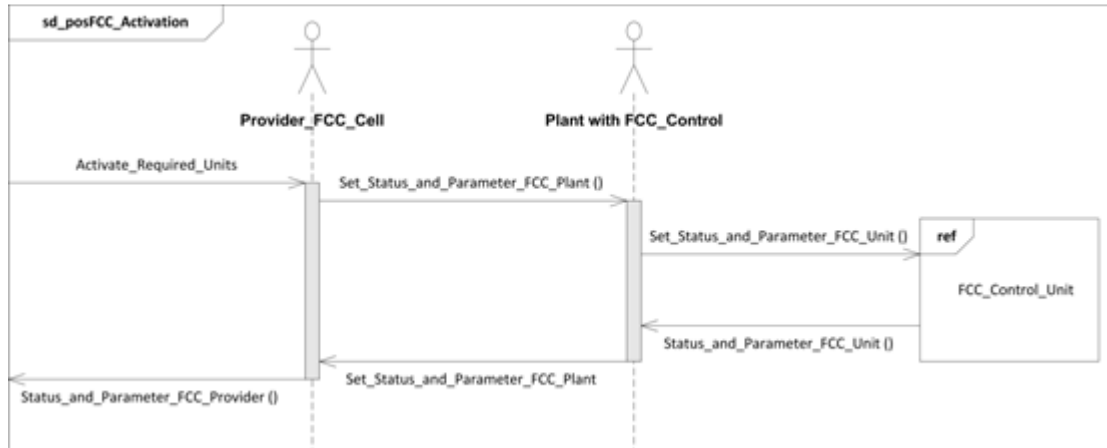 sd_posFCC_Activation
Provider_FCC_Cell
Plant with FCC_Control
Activate_Required_Units
Set_Status_and_Parameter_FCC_Plant ()
Set_Status_and_Parameter_FCC_Unit ()
ref
FCC_Control_Unit
Status_and_Parameter_FCC_Unit ()
Set_Status_and_Parameter_FCC_Plant
Status_and_Parameter_FCC_Provider ()